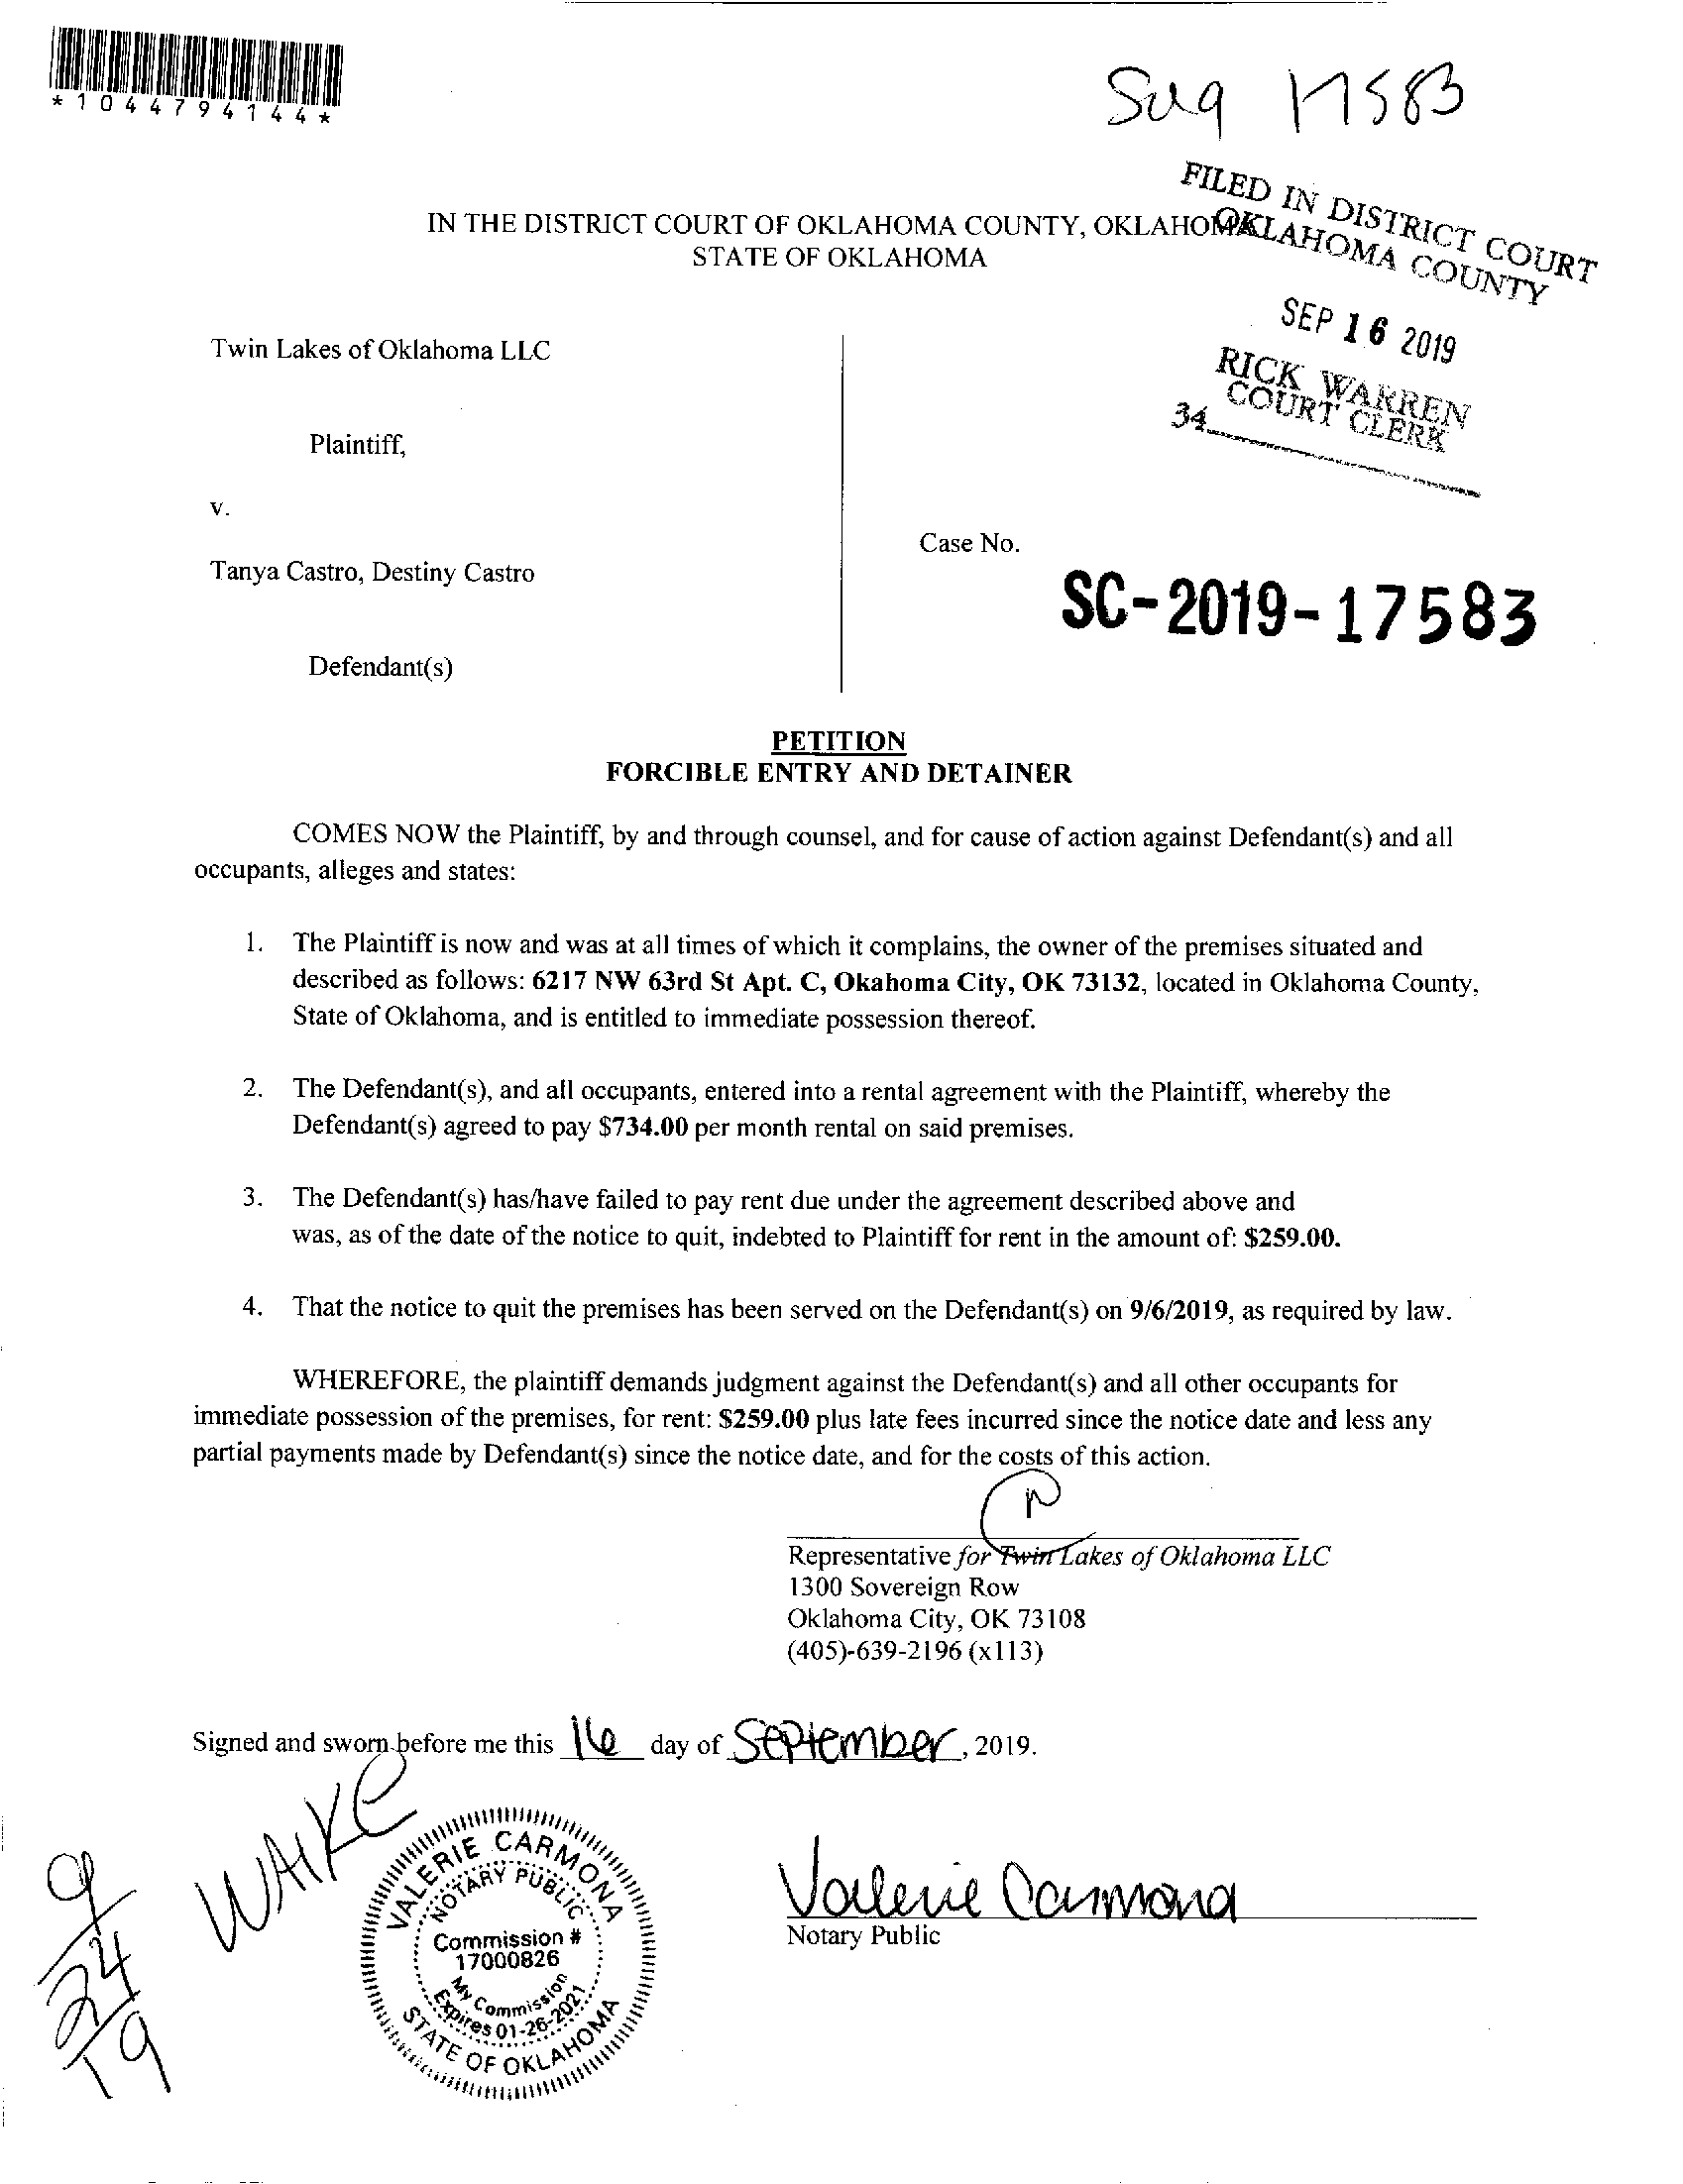 *1044794144*
17583
FILED IN DISTRICT COURT
OKLAHOMA COUNTY
SEP 16 2019
RICK WARREN
COURT CLERK
34
IN THE DISTRICT COURT OF OKLAHOMA COUNTY, OKLAHOMA
STATE OF OKLAHOMA
Twin Lakes of Oklahoma LLC
Plaintiff,
v.
Tanya Castro, Destiny Castro
Defendant(s)
Case No.
SC-2019-17583
PETITION
FORCIBLE ENTRY AND DETAINER
COMES NOW the Plaintiff, by and through counsel, and for cause of action against Defendant(s) and all
occupants, alleges and states:
1. The Plaintiff is now and was at all times of which it complains, the owner of the premises situated and
described as follows: 6217 NW 63rd St Apt. C, Okahoma City, OK 73132, located in Oklahoma County,
State of Oklahoma, and is entitled to immediate possession thereof.
2. The Defendant(s), and all occupants, entered into a rental agreement with the Plaintiff, whereby the
Defendant(s) agreed to pay $734.00 per month rental on said premises.
3. The Defendant(s) has/have failed to pay rent due under the agreement described above and
was, as of the date of the notice to quit, indebted to Plaintiff for rent in the amount of: $259.00.
4. That the notice to quit the premises has been served on the Defendant(s) on 9/6/2019, as required by law.
WHEREFORE, the plaintiff demands judgment against the Defendant(s) and all other occupants for
immediate possession of the premises, for rent: $259.00 plus late fees incurred since the notice date and less any
partial payments made by Defendant(s) since the notice date, and for the costs of this action.
Representative for Twin Lakes of Oklahoma LLC
1300 Sovereign Row
Oklahoma City, OK 73108
(405)-639-2196 (x113)
Signed and sworn before me this 16 day of September, 2019.
9/24/19
VALERIE CARMONA
NOTARY PUBLIC
Commission #
17000826
My Commission
Expires 01-26-2021
STATE OF OKLAHOMA
Valerie Carmona
Notary Public